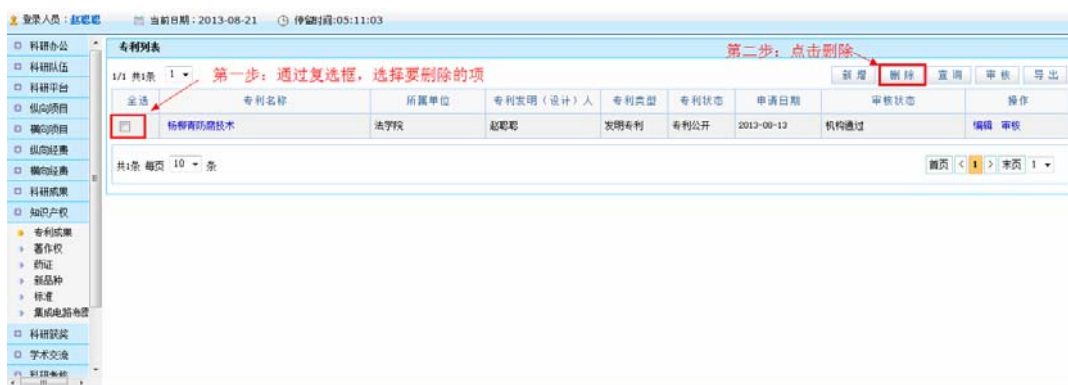 登录人员：赵聪聪 当前日期：2013-08-21 停留时间:05:11:03
科研办公
科研队伍
科研平台
纵向项目
横向项目
纵向经费
横向经费
科研成果
知识产权
专利成果
著作权
药证
新品种
标准
集成电路布图
科研获奖
学术交流
科研考核
专利列表
第二步：点击删除
1/1 共1条 1 第一步：通过复选框，选择要删除的项
新增 删除 查询 审核 导出
全选 专利名称 所属单位 专利发明（设计）人 专利类型 专利状态 申请日期 审核状态 操作
杨柳青防腐技术 法学院 赵聪聪 发明专利 专利公开 2013-08-13 机构通过 编辑 审核
共1条 每页 10 条
首页 < 1 > 末页 1